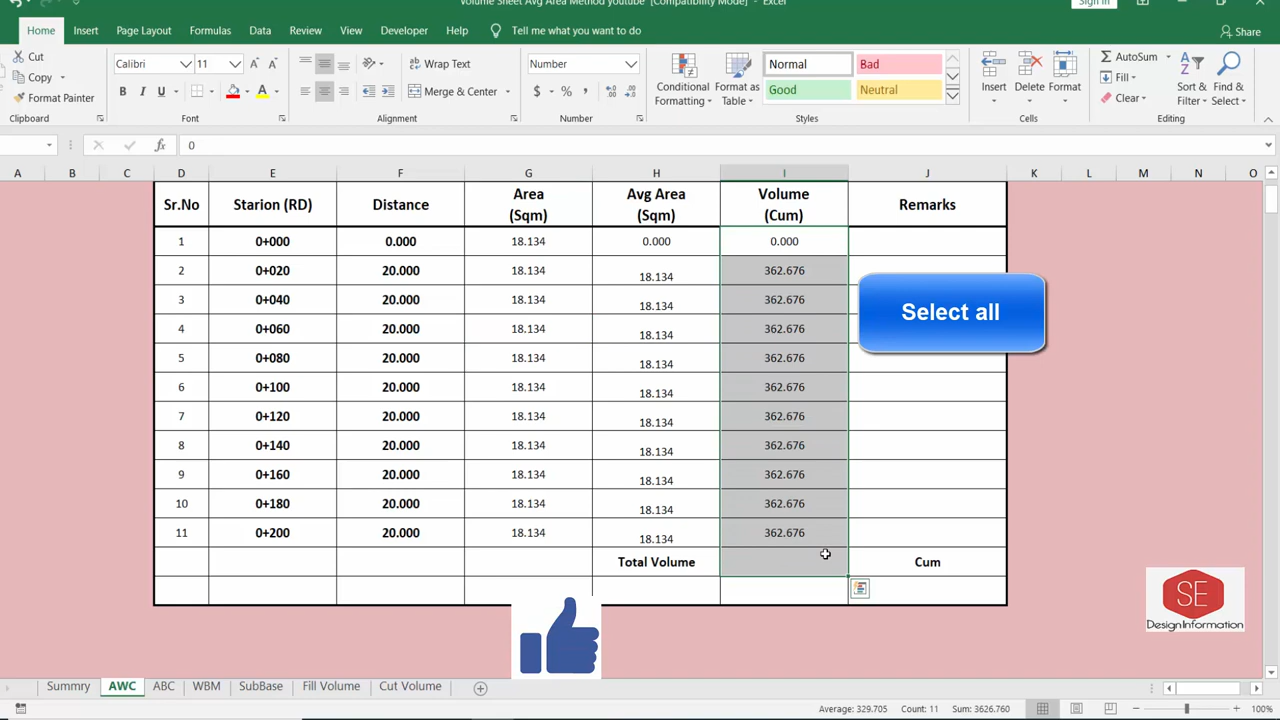 Volume Sheet Avg Area Method youtube [Compatibility Mode] - Excel
Sign in
Home Insert Page Layout Formulas Data Review View Developer Help Tell me what you want to do Share
Cut
Copy
Format Painter
Clipboard
Calibri 11
B I U
Font
Wrap Text
Merge & Center
Alignment
Number
$ % ,
Number
Conditional Formatting
Format as Table
Normal Bad
Good Neutral
Styles
Insert Delete Format
Cells
AutoSum
Fill
Clear
Sort & Filter
Find & Select
Editing
fx 0
A B C D E F G H I J K L M N O
Sr.No Starion (RD) Distance Area (Sqm) Avg Area (Sqm) Volume (Cum) Remarks
1 0+000 0.000 18.134 0.000 0.000
2 0+020 20.000 18.134 18.134 362.676
3 0+040 20.000 18.134 18.134 362.676
4 0+060 20.000 18.134 18.134 362.676
5 0+080 20.000 18.134 18.134 362.676
6 0+100 20.000 18.134 18.134 362.676
7 0+120 20.000 18.134 18.134 362.676
8 0+140 20.000 18.134 18.134 362.676
9 0+160 20.000 18.134 18.134 362.676
10 0+180 20.000 18.134 18.134 362.676
11 0+200 20.000 18.134 18.134 362.676
Total Volume Cum
Select all
SE
Design Information
Summry AWC ABC WBM SubBase Fill Volume Cut Volume
Average: 329.705 Count: 11 Sum: 3626.760 100%